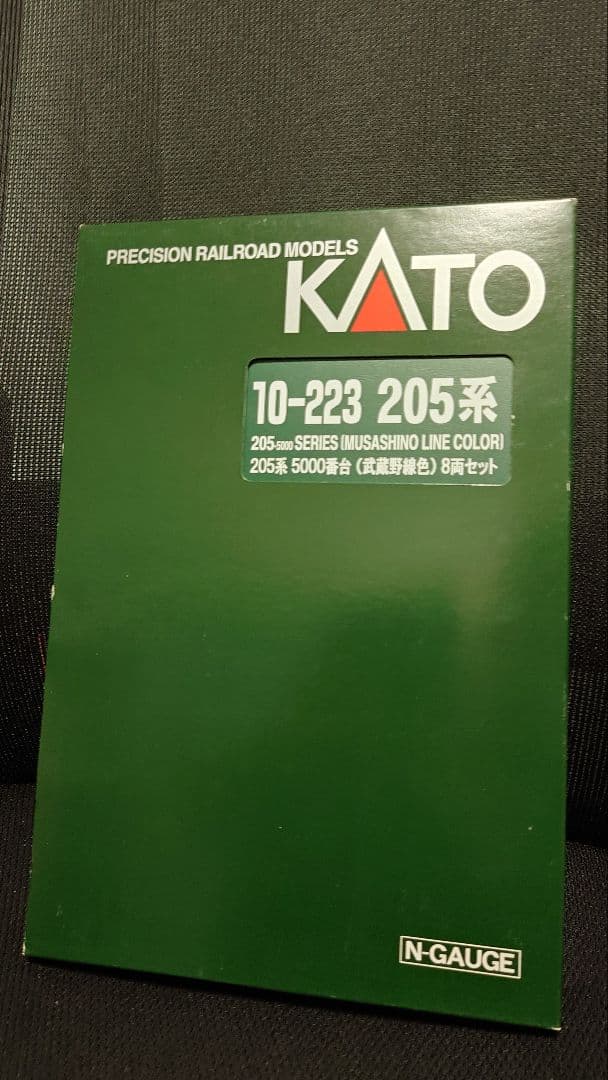 PRECISION RAILROAD MODELS
KATO
10-223 205系
205-5000 SERIES (MUSASHINO LINE COLOR)
205系 5000番台 《武蔵野線色》 8両セット
N-GAUGE